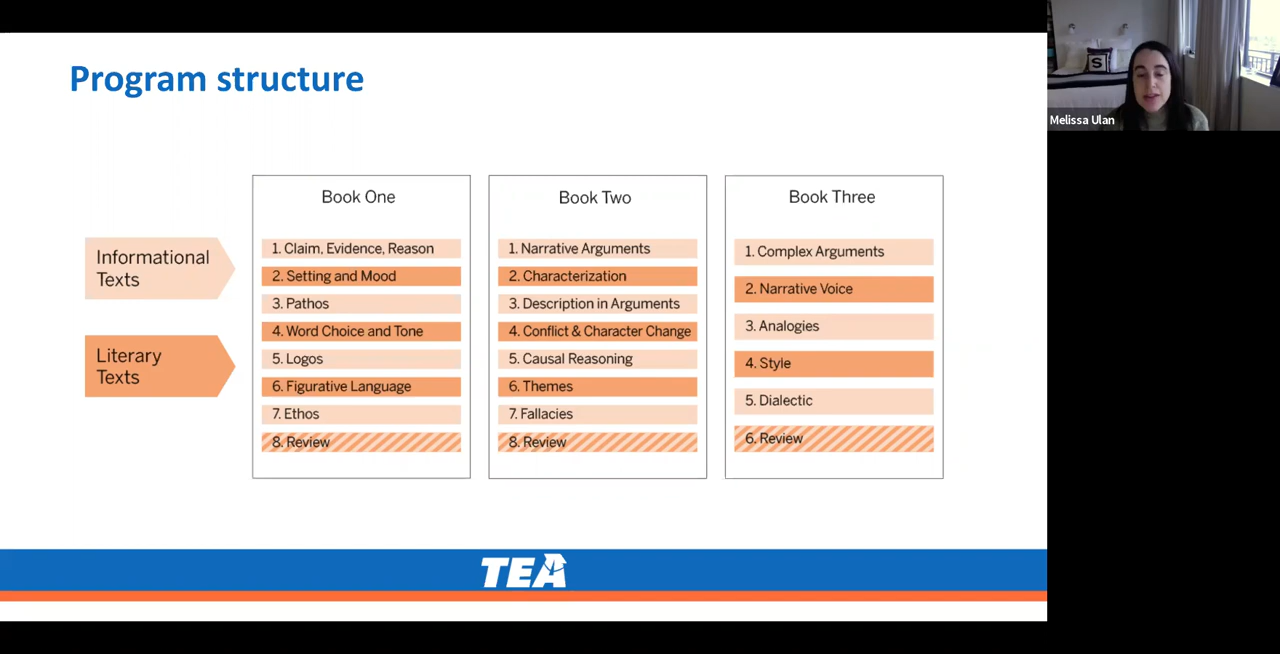 Program structure
Melissa Ulan
Informational
Texts
Literary
Texts
Book One
1. Claim, Evidence, Reason
2. Setting and Mood
3. Pathos
4. Word Choice and Tone
5. Logos
6. Figurative Language
7. Ethos
8. Review
Book Two
1. Narrative Arguments
2. Characterization
3. Description in Arguments
4. Conflict & Character Change
5. Causal Reasoning
6. Themes
7. Fallacies
8. Review
Book Three
1. Complex Arguments
2. Narrative Voice
3. Analogies
4. Style
5. Dialectic
6. Review
TEA
S